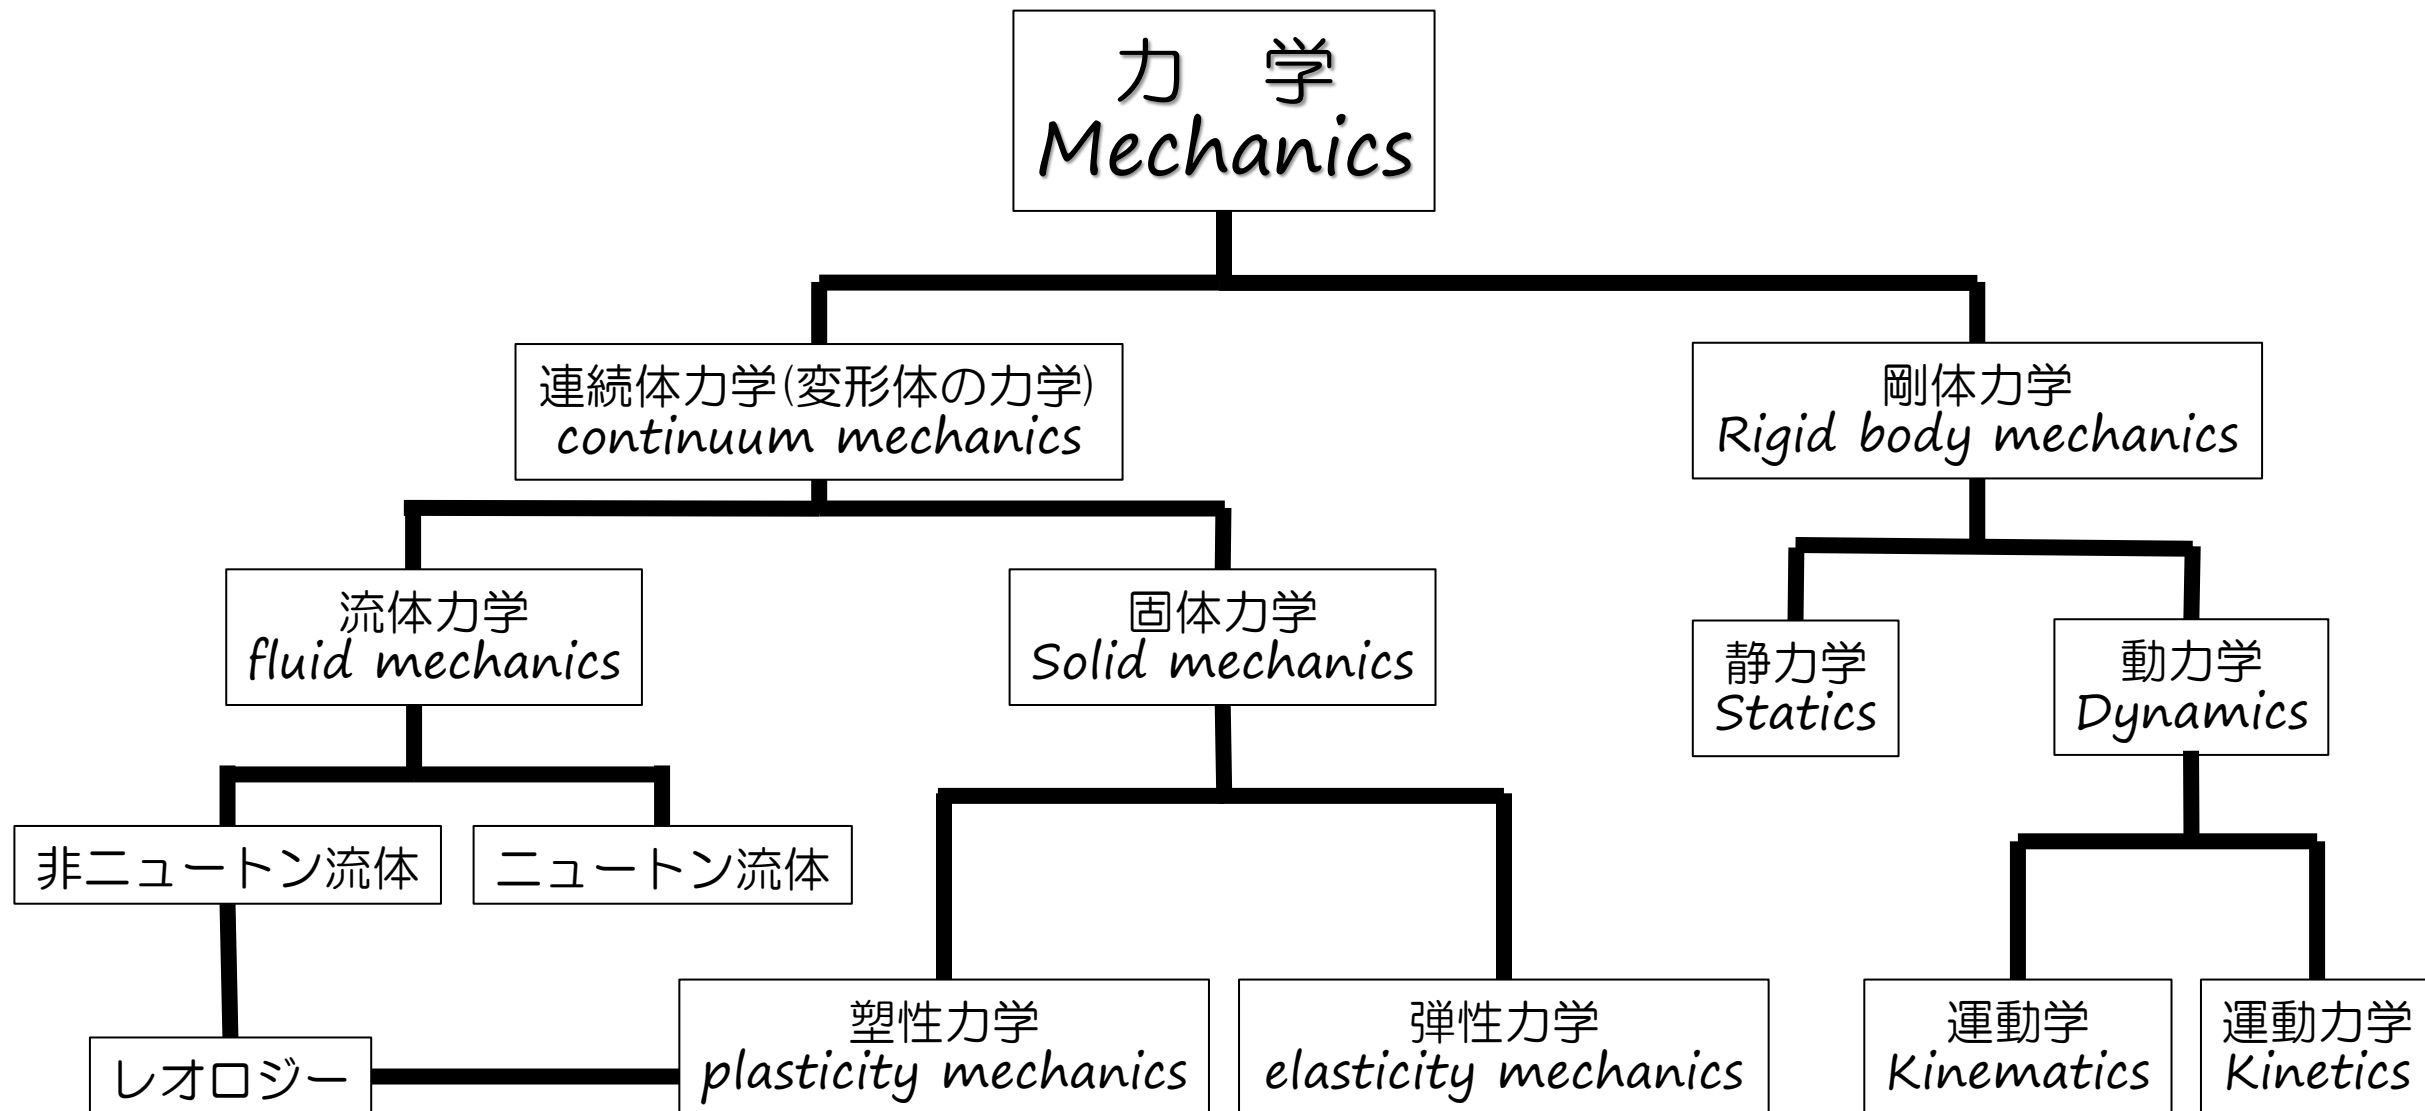 力　学
Mechanics
連続体力学(変形体の力学)
continuum mechanics
剛体力学
Rigid body mechanics
流体力学
fluid mechanics
固体力学
Solid mechanics
静力学
Statics
動力学
Dynamics
非ニュートン流体
ニュートン流体
レオロジー
塑性力学
plasticity mechanics
弾性力学
elasticity mechanics
運動学
Kinematics
運動力学
Kinetics